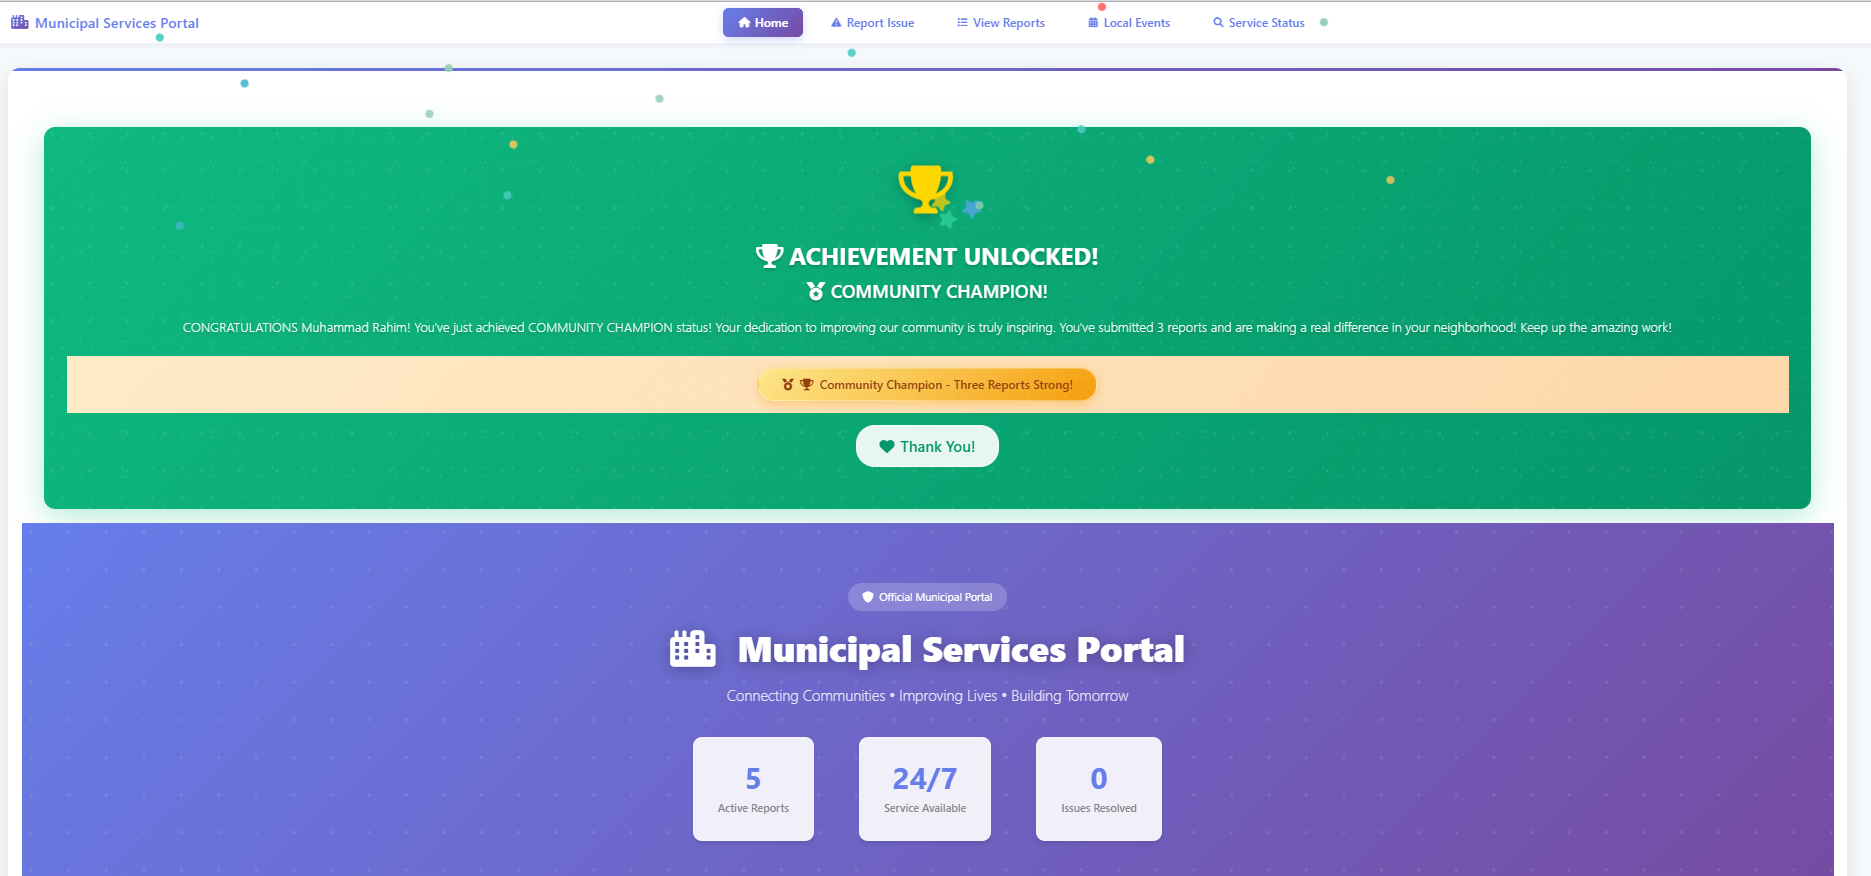 Municipal Services Portal
Home
Report Issue
View Reports
Local Events
Service Status
ACHIEVEMENT UNLOCKED!
COMMUNITY CHAMPION!
CONGRATULATIONS Muhammad Rahim! You've just achieved COMMUNITY CHAMPION status! Your dedication to improving our community is truly inspiring. You've submitted 3 reports and are making a real difference in your neighborhood! Keep up the amazing work!
Community Champion - Three Reports Strong!
Thank You!
Official Municipal Portal
Municipal Services Portal
Connecting Communities • Improving Lives • Building Tomorrow
5
Active Reports
24/7
Service Available
0
Issues Resolved